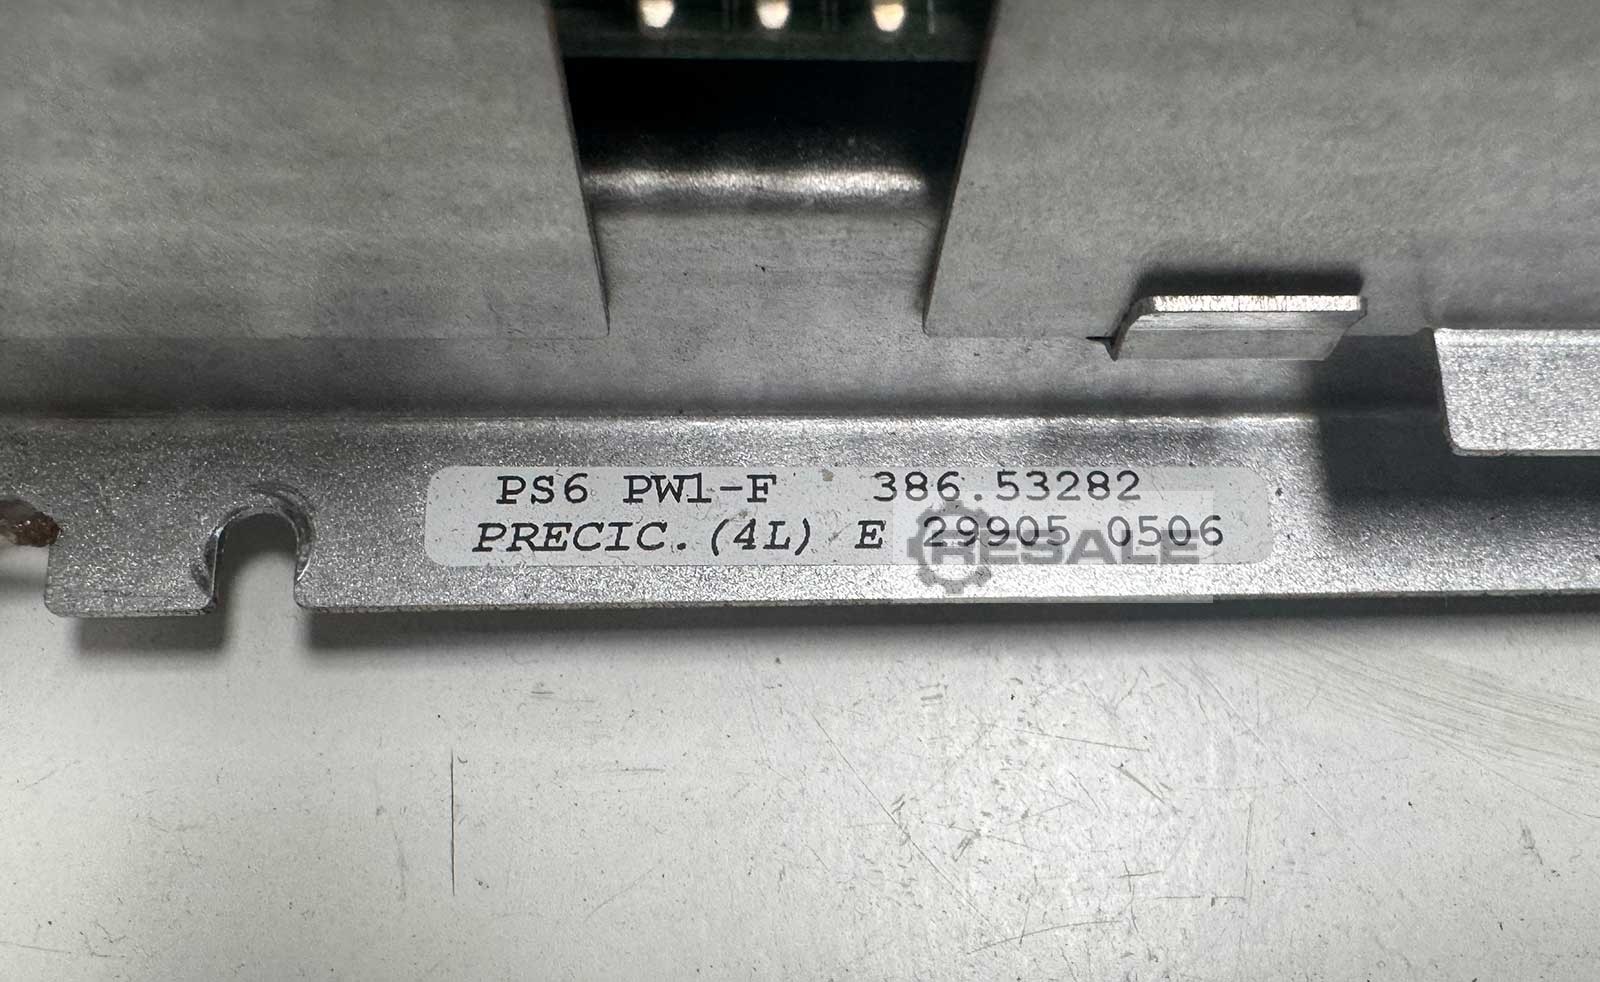 PS6 PW1-F 386.53282
PRECIC.(4L) E 29905 0506
RESALE